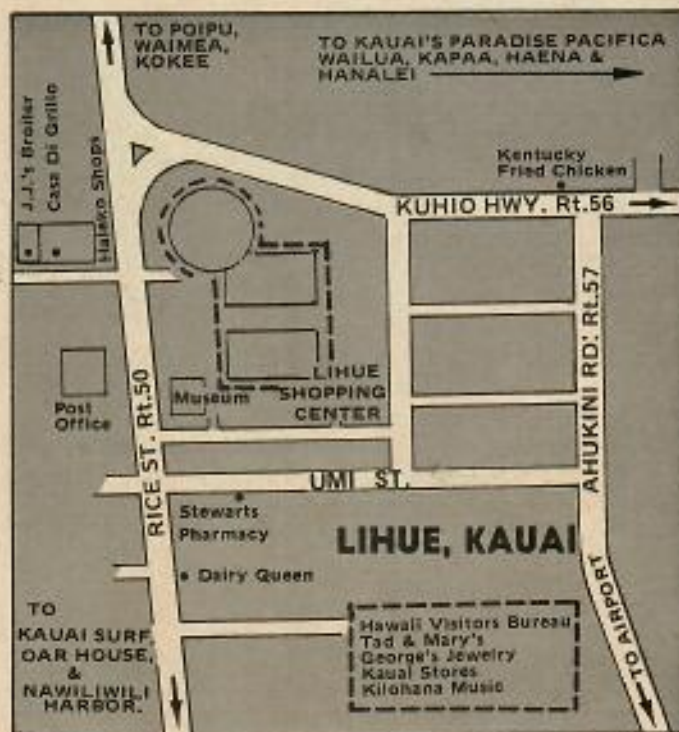 TO POIPU,
WAIMEA,
KOKEE
TO KAUAI'S PARADISE PACIFICA
WAILUA, KAPAA, HAENA &
HANALEI
J.J.'s Broiler
Casa Di Grillo
Haleko Shops
Kentucky
Fried Chicken
KUHIO HWY. Rt.56
AHUKINI RD. Rt.57
LIHUE
SHOPPING
CENTER
Museum
Post
Office
RICE ST. Rt.50
UMI ST.
Stewarts
Pharmacy
LIHUE, KAUAI
Dairy Queen
TO
KAUAI SURF,
OAR HOUSE,
&
NAWILIWILI
HARBOR.
Hawaii Visitors Bureau
Tad & Mary's
George's Jewelry
Kauai Stores
Kilohana Music
TO AIRPORT